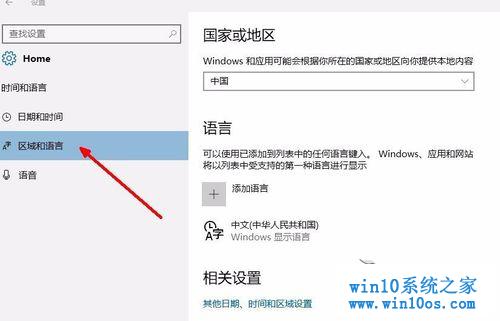 设置
查找设置
Home
时间和语言
日期和时间
区域和语言
语音
国家或地区
Windows 和应用可能会根据你所在的国家或地区向你提供本地内容
中国
语言
可以使用已添加到列表中的任何语言键入。 Windows、应用和网站
将以列表中受支持的第一种语言进行显示
添加语言
中文(中华人民共和国)
Windows 显示语言
相关设置
其他日期、时间和区域设置
win10系统之家
www.win10os.com